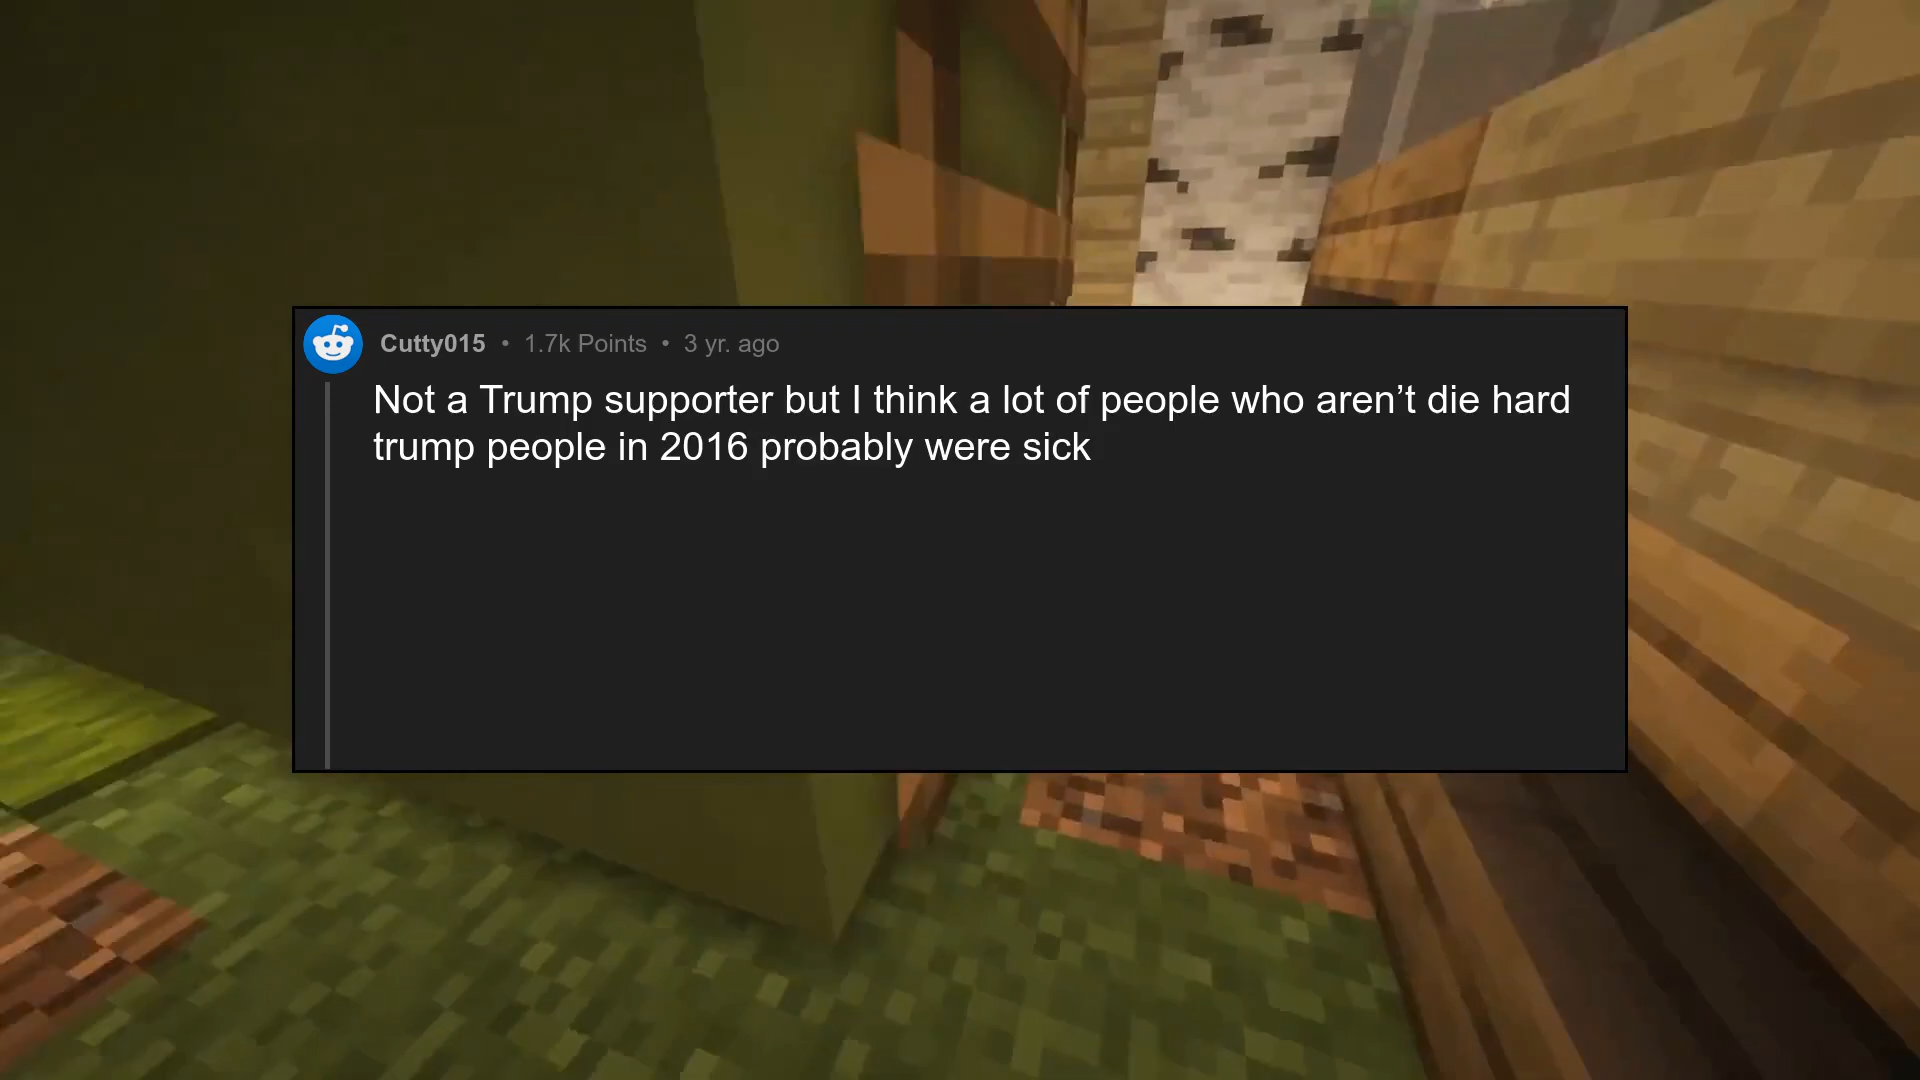 Cutty015 • 1.7k Points • 3 yr. ago
Not a Trump supporter but I think a lot of people who aren’t die hard
trump people in 2016 probably were sick